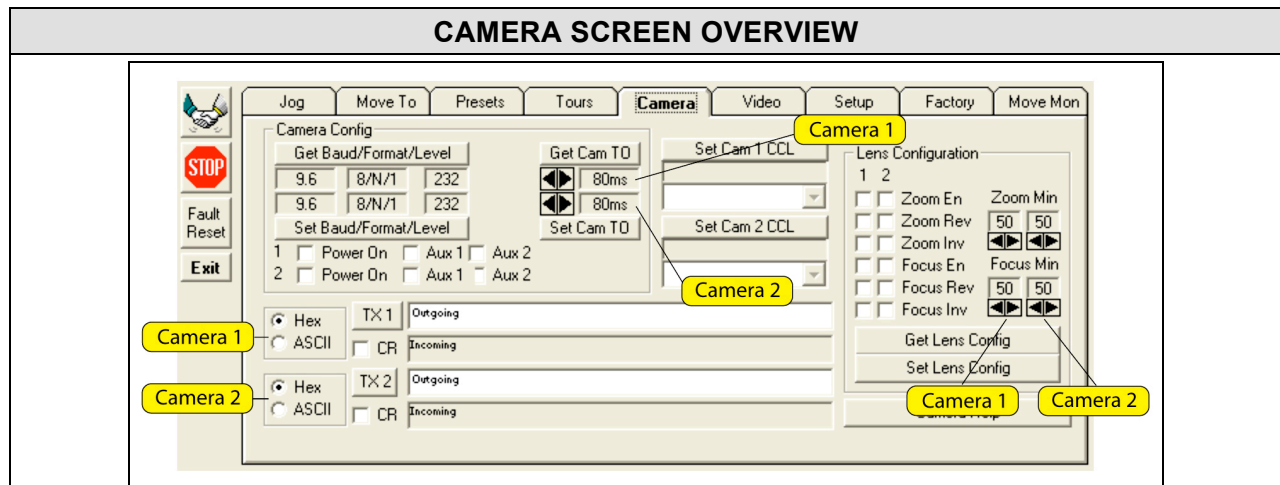 CAMERA SCREEN OVERVIEW
Jog Move To Presets Tours Camera Video Setup Factory Move Mon
STOP
Fault
Reset
Exit
Camera Config
Get Baud/Format/Level Get Cam TO
9.6 8/N/1 232 80ms
9.6 8/N/1 232 80ms
Set Baud/Format/Level Set Cam TO
1 Power On Aux 1 Aux 2
2 Power On Aux 1 Aux 2
Camera 1
Set Cam 1 CCL
Set Cam 2 CCL
Camera 2
Lens Configuration
1 2
Zoom En Zoom Min
Zoom Rev 50 50
Zoom Inv
Focus En Focus Min
Focus Rev 50 50
Focus Inv
Get Lens Config
Set Lens Config
Camera 1 Camera 2
Camera 1
Hex TX 1 Outgoing
ASCII CR Incoming
Camera 2
Hex TX 2 Outgoing
ASCII CR Incoming